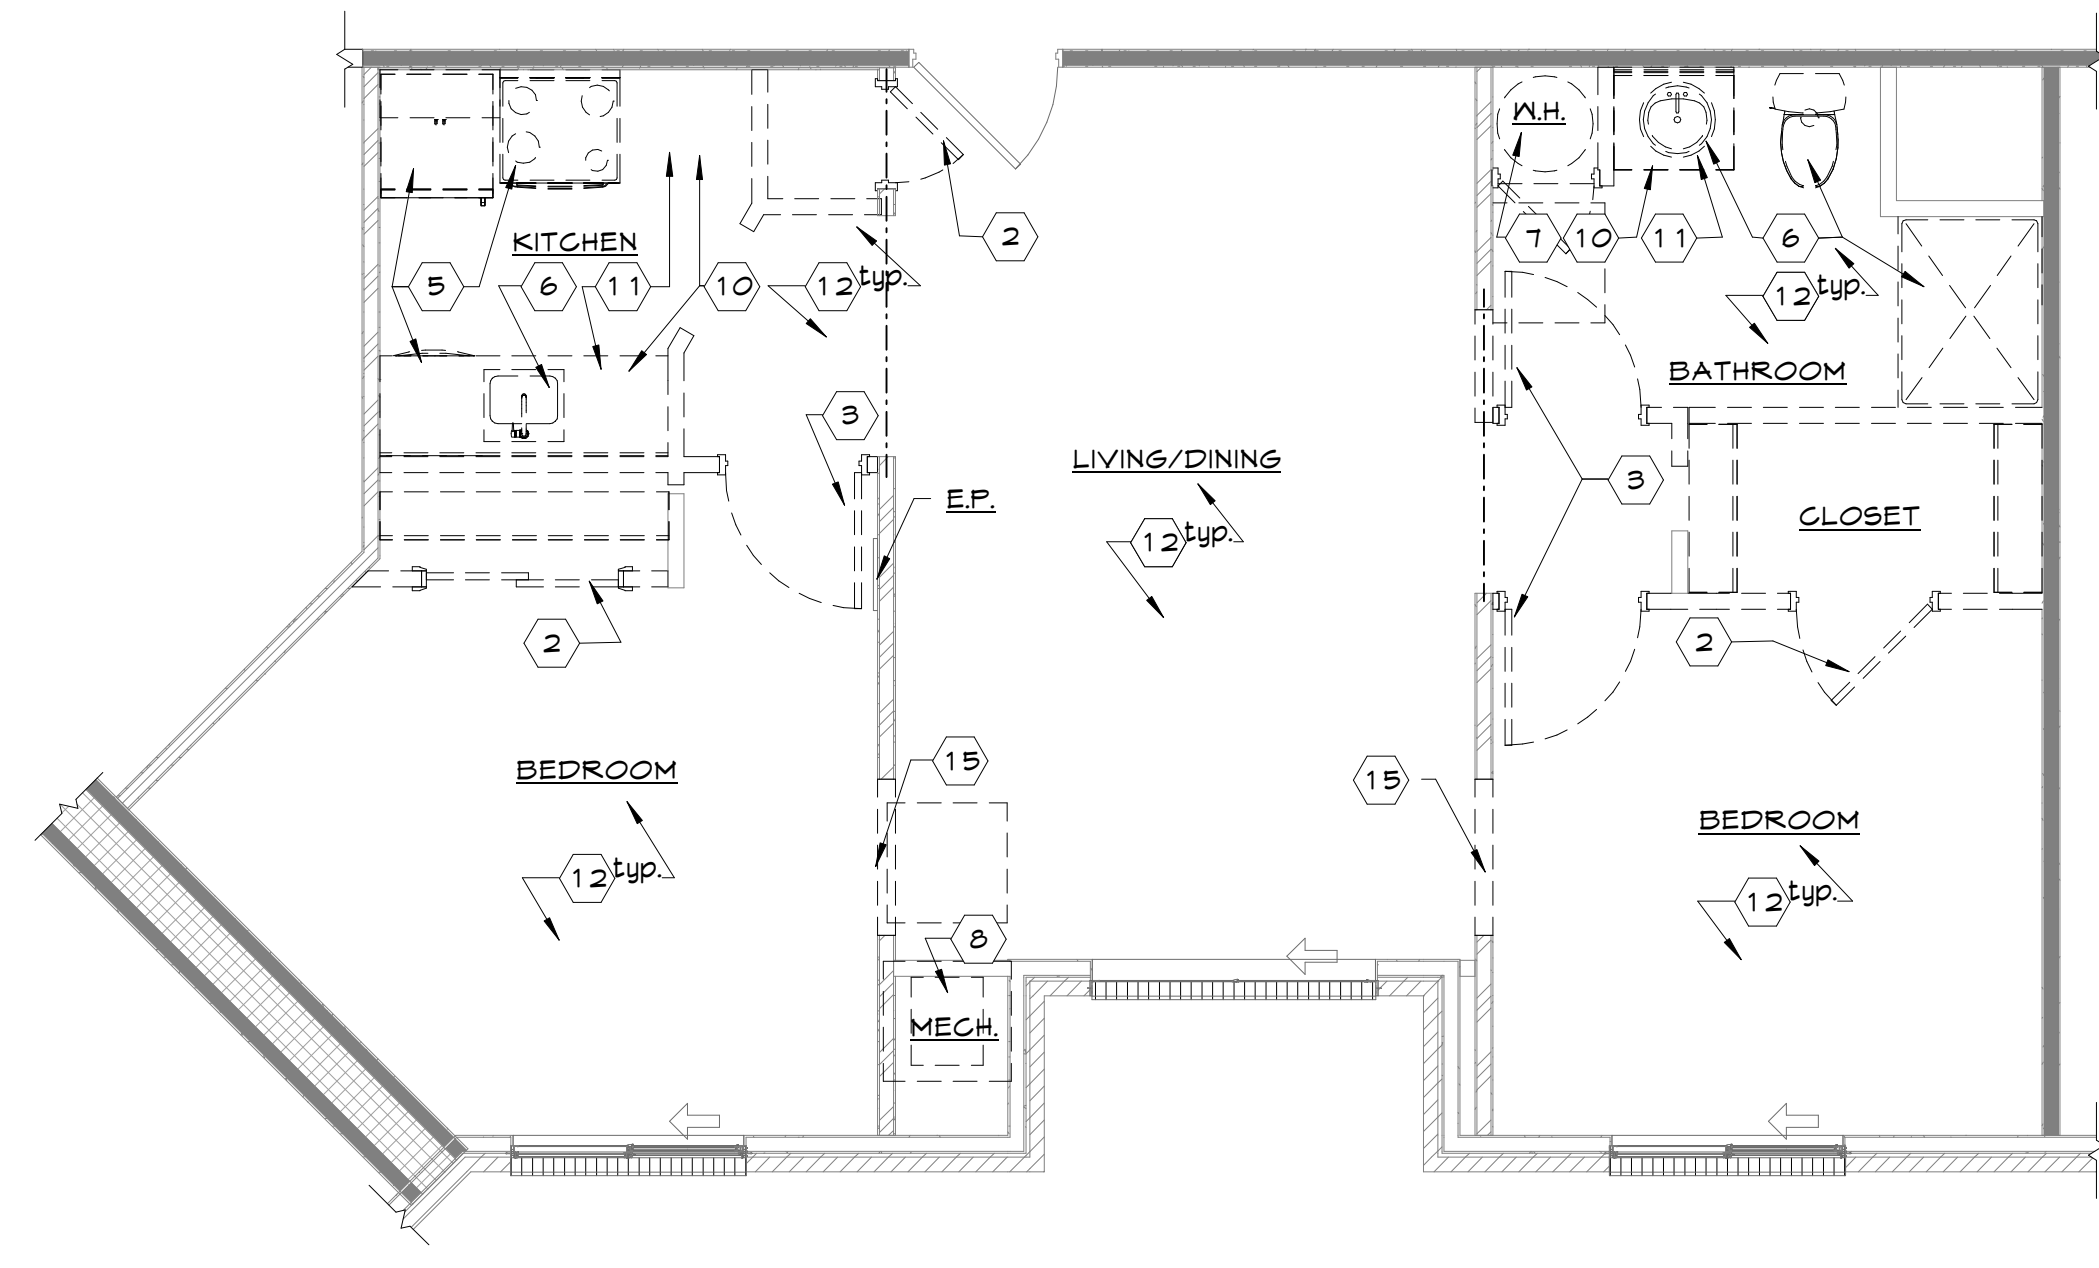 W.H.
2
7
10
11
6
KITCHEN
5
6
11
10
12 typ.
12 typ.
BATHROOM
3
LIVING/DINING
3
E.P.
CLOSET
12 typ.
2
2
BEDROOM
15
15
BEDROOM
12 typ.
12 typ.
8
MECH.